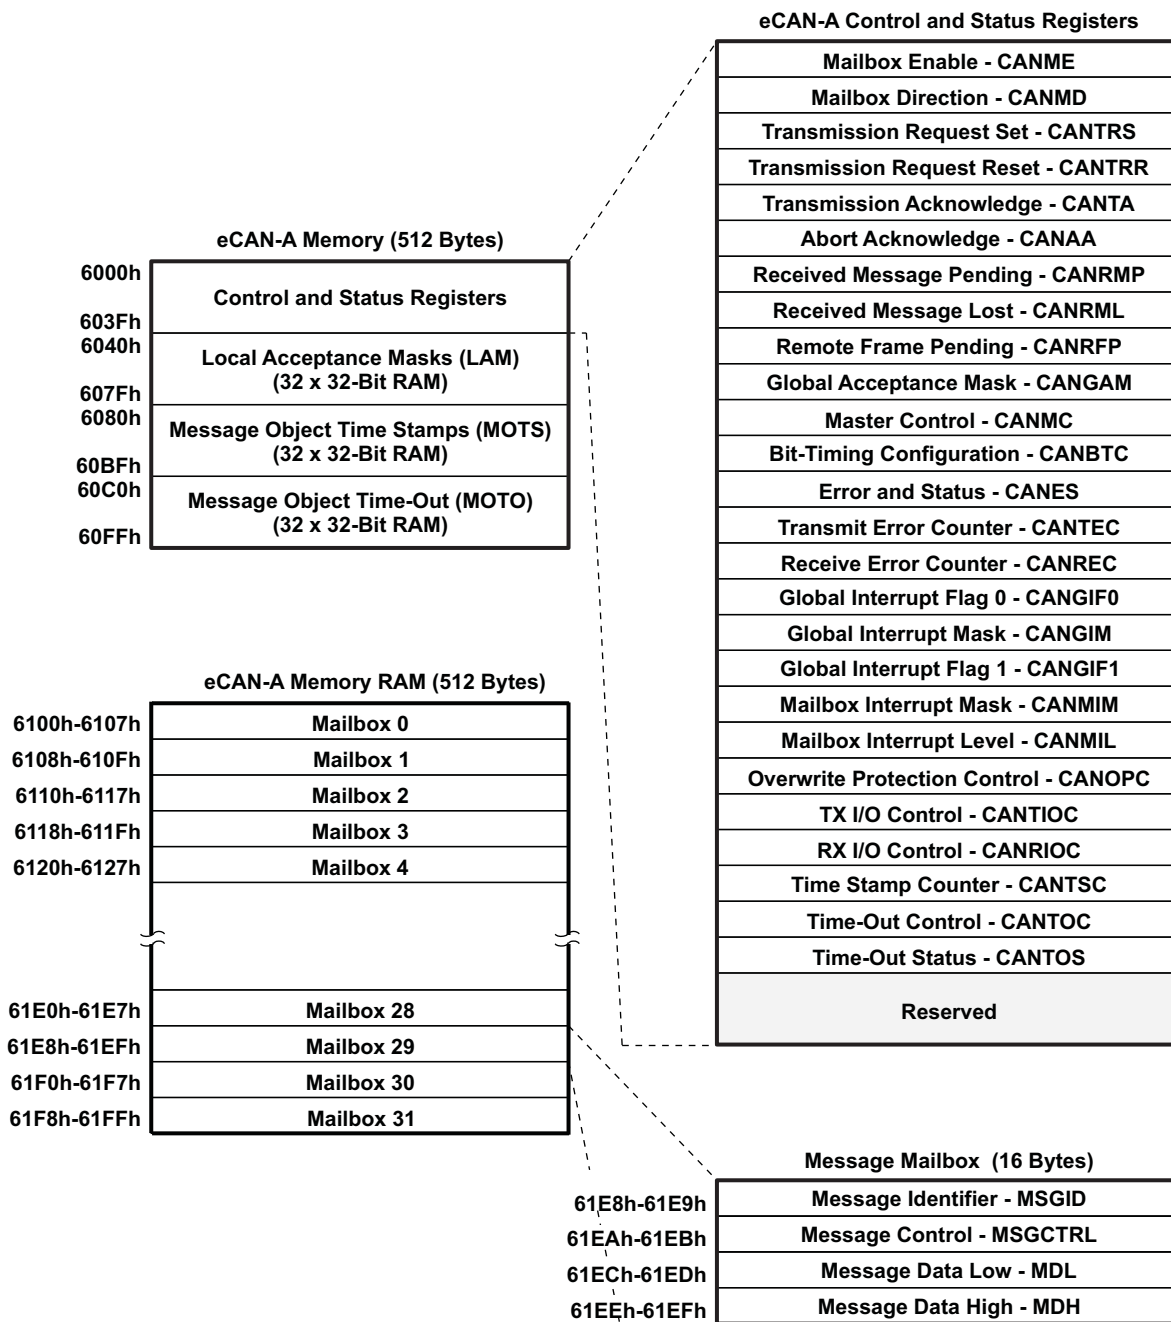 eCAN-A Control and Status Registers
Mailbox Enable - CANME
Mailbox Direction - CANMD
Transmission Request Set - CANTRS
Transmission Request Reset - CANTRR
Transmission Acknowledge - CANTA
Abort Acknowledge - CANAA
Received Message Pending - CANRMP
Received Message Lost - CANRML
Remote Frame Pending - CANRFP
Global Acceptance Mask - CANGAM
Master Control - CANMC
Bit-Timing Configuration - CANBTC
Error and Status - CANES
Transmit Error Counter - CANTEC
Receive Error Counter - CANREC
Global Interrupt Flag 0 - CANGIF0
Global Interrupt Mask - CANGIM
Global Interrupt Flag 1 - CANGIF1
Mailbox Interrupt Mask - CANMIM
Mailbox Interrupt Level - CANMIL
Overwrite Protection Control - CANOPC
TX I/O Control - CANTIOC
RX I/O Control - CANRIOC
Time Stamp Counter - CANTSC
Time-Out Control - CANTOC
Time-Out Status - CANTOS
Reserved
eCAN-A Memory (512 Bytes)
6000h
Control and Status Registers
603Fh
6040h
Local Acceptance Masks (LAM)
(32 x 32-Bit RAM)
607Fh
6080h
Message Object Time Stamps (MOTS)
(32 x 32-Bit RAM)
60BFh
60C0h
Message Object Time-Out (MOTO)
(32 x 32-Bit RAM)
60FFh
eCAN-A Memory RAM (512 Bytes)
6100h-6107h Mailbox 0
6108h-610Fh Mailbox 1
6110h-6117h Mailbox 2
6118h-611Fh Mailbox 3
6120h-6127h Mailbox 4
61E0h-61E7h Mailbox 28
61E8h-61EFh Mailbox 29
61F0h-61F7h Mailbox 30
61F8h-61FFh Mailbox 31
Message Mailbox (16 Bytes)
61E8h-61E9h Message Identifier - MSGID
61EAh-61EBh Message Control - MSGCTRL
61ECh-61EDh Message Data Low - MDL
61EEh-61EFh Message Data High - MDH